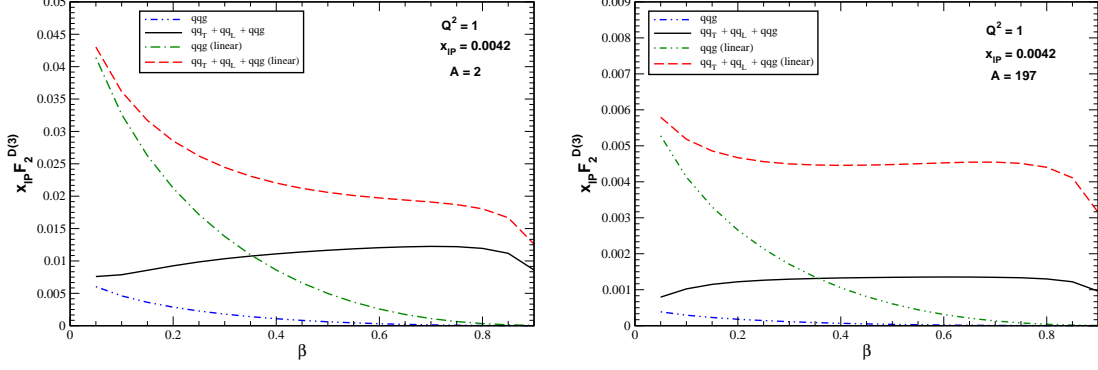 0.05
0.045
0.04
0.035
0.03
0.025
0.02
0.015
0.01
0.005
0
x_IP F_2^D(3)
qqg
qq_T + qq_L + qqg
qqg (linear)
qq_T + qq_L + qqg (linear)
Q² = 1
x_IP = 0.0042
A = 2
0 0.2 0.4 0.6 0.8
β
0.009
0.008
0.007
0.006
0.005
0.004
0.003
0.002
0.001
0
x_IP F_2^D(3)
qqg
qq_T + qq_L + qqg
qqg (linear)
qq_T + qq_L + qqg (linear)
Q² = 1
x_IP = 0.0042
A = 197
0 0.2 0.4 0.6 0.8
β